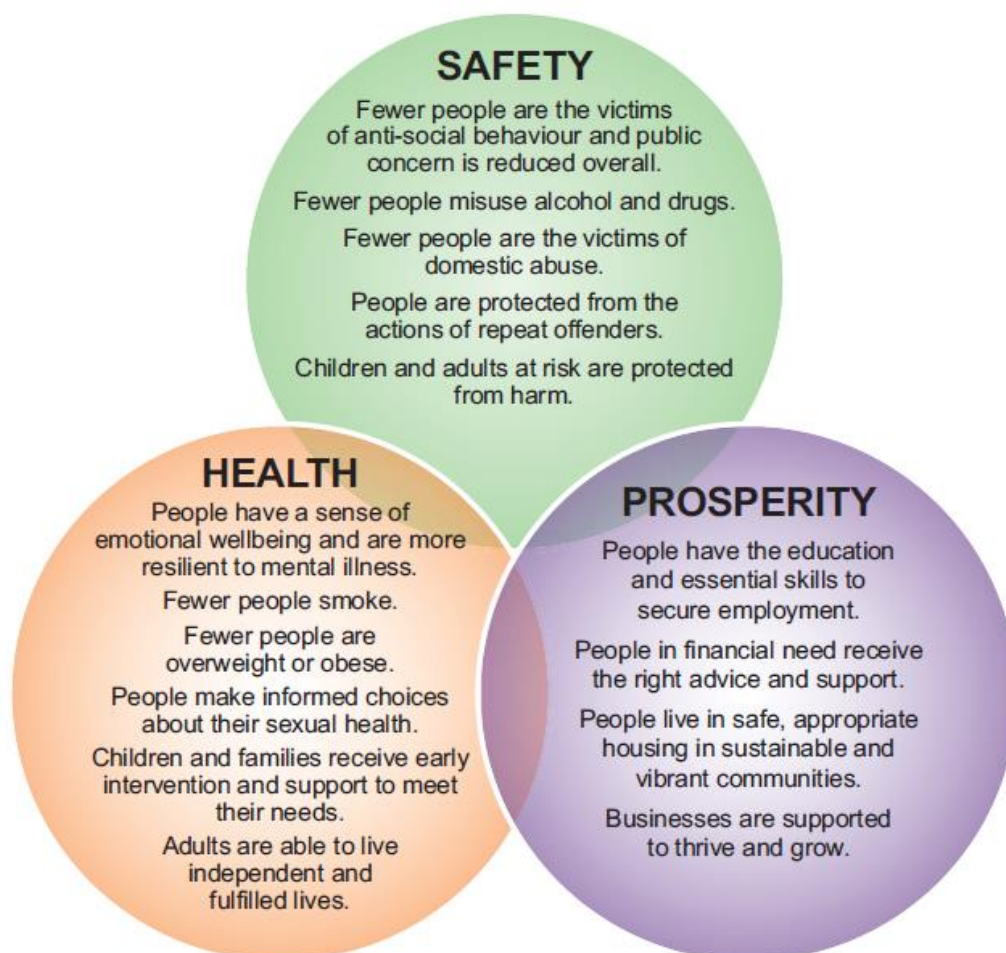 SAFETY
Fewer people are the victims
of anti-social behaviour and public
concern is reduced overall.
Fewer people misuse alcohol and drugs.
Fewer people are the victims of
domestic abuse.
People are protected from the
actions of repeat offenders.
Children and adults at risk are protected
from harm.
HEALTH
People have a sense of
emotional wellbeing and are more
resilient to mental illness.
Fewer people smoke.
Fewer people are
overweight or obese.
People make informed choices
about their sexual health.
Children and families receive early
intervention and support to meet
their needs.
Adults are able to live
independent and
fulfilled lives.
PROSPERITY
People have the education
and essential skills to
secure employment.
People in financial need receive
the right advice and support.
People live in safe, appropriate
housing in sustainable and
vibrant communities.
Businesses are supported
to thrive and grow.